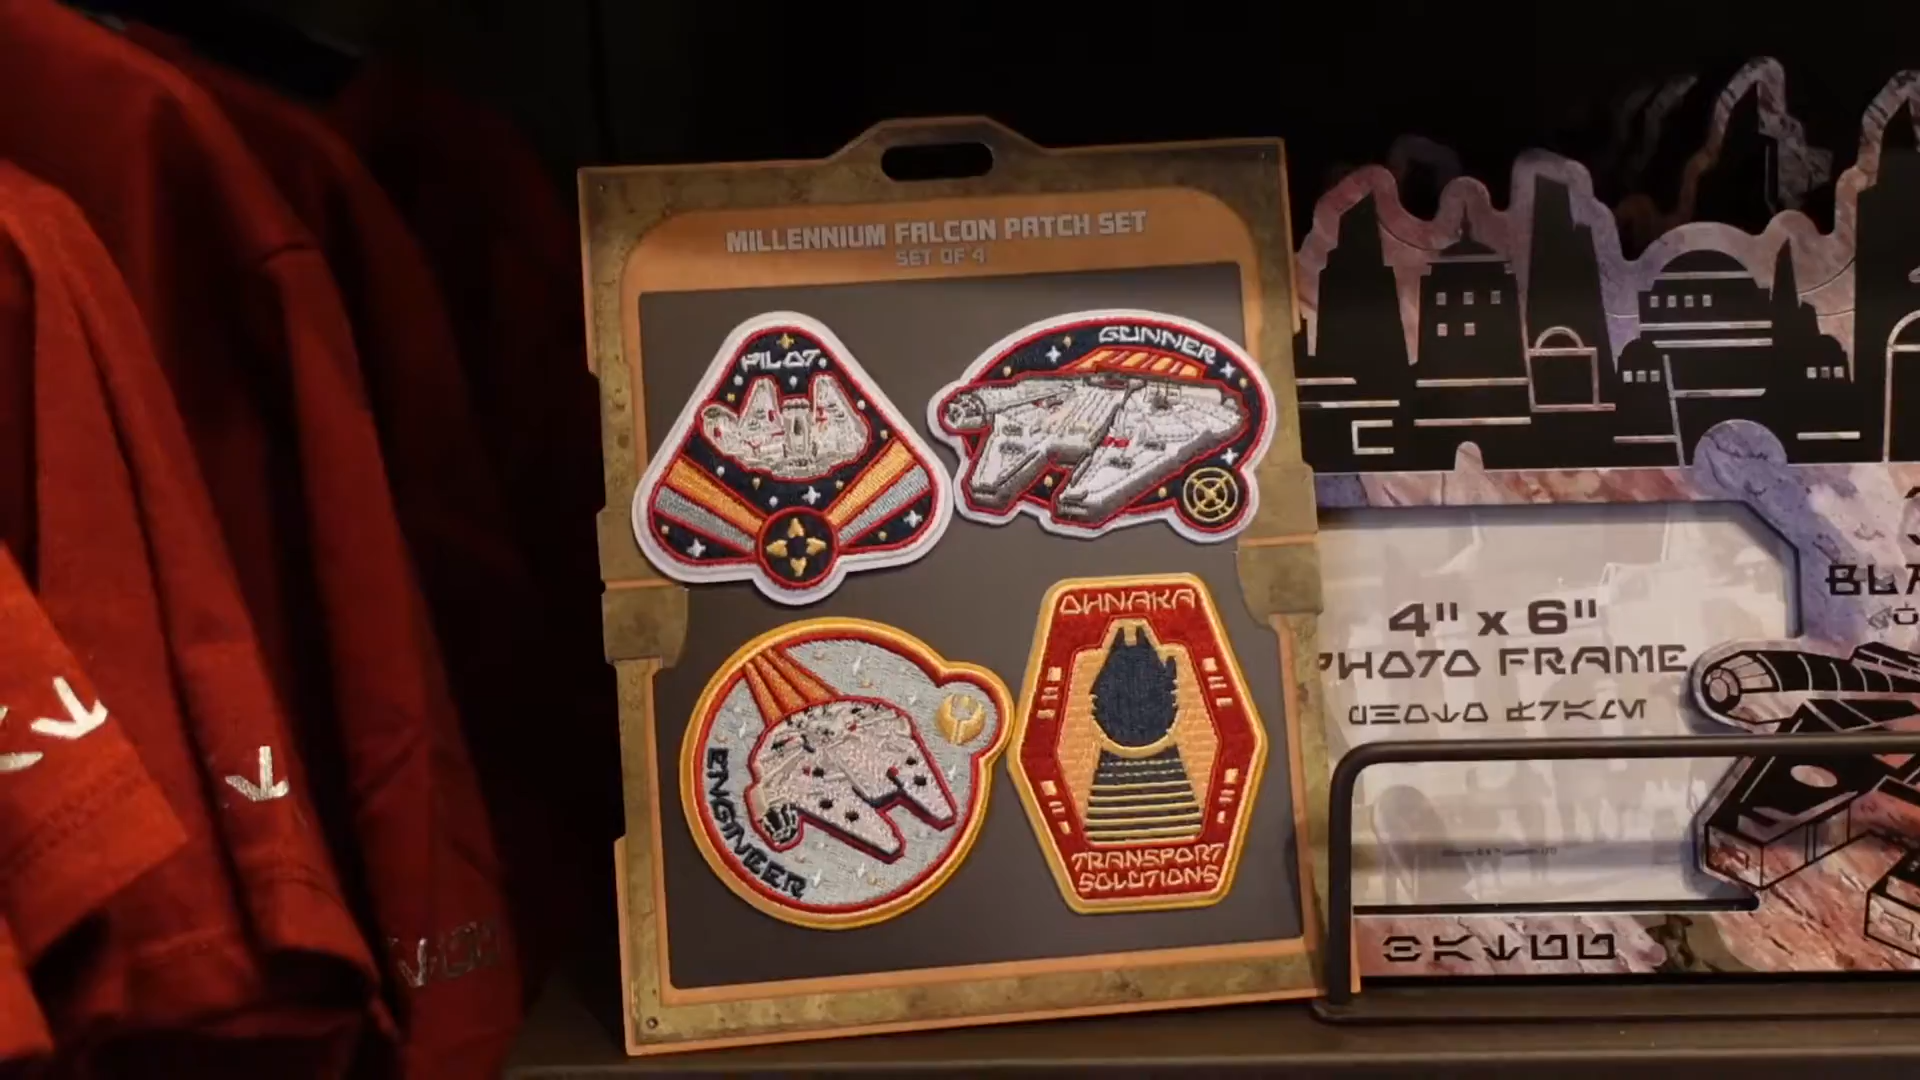 MILLENNIUM FALCON PATCH SET
SET OF 4
PILOT
GUNNER
ENGINEER
OHNAKA
TRANSPORT
SOLUTIONS
4" x 6"
PHOTO FRAME